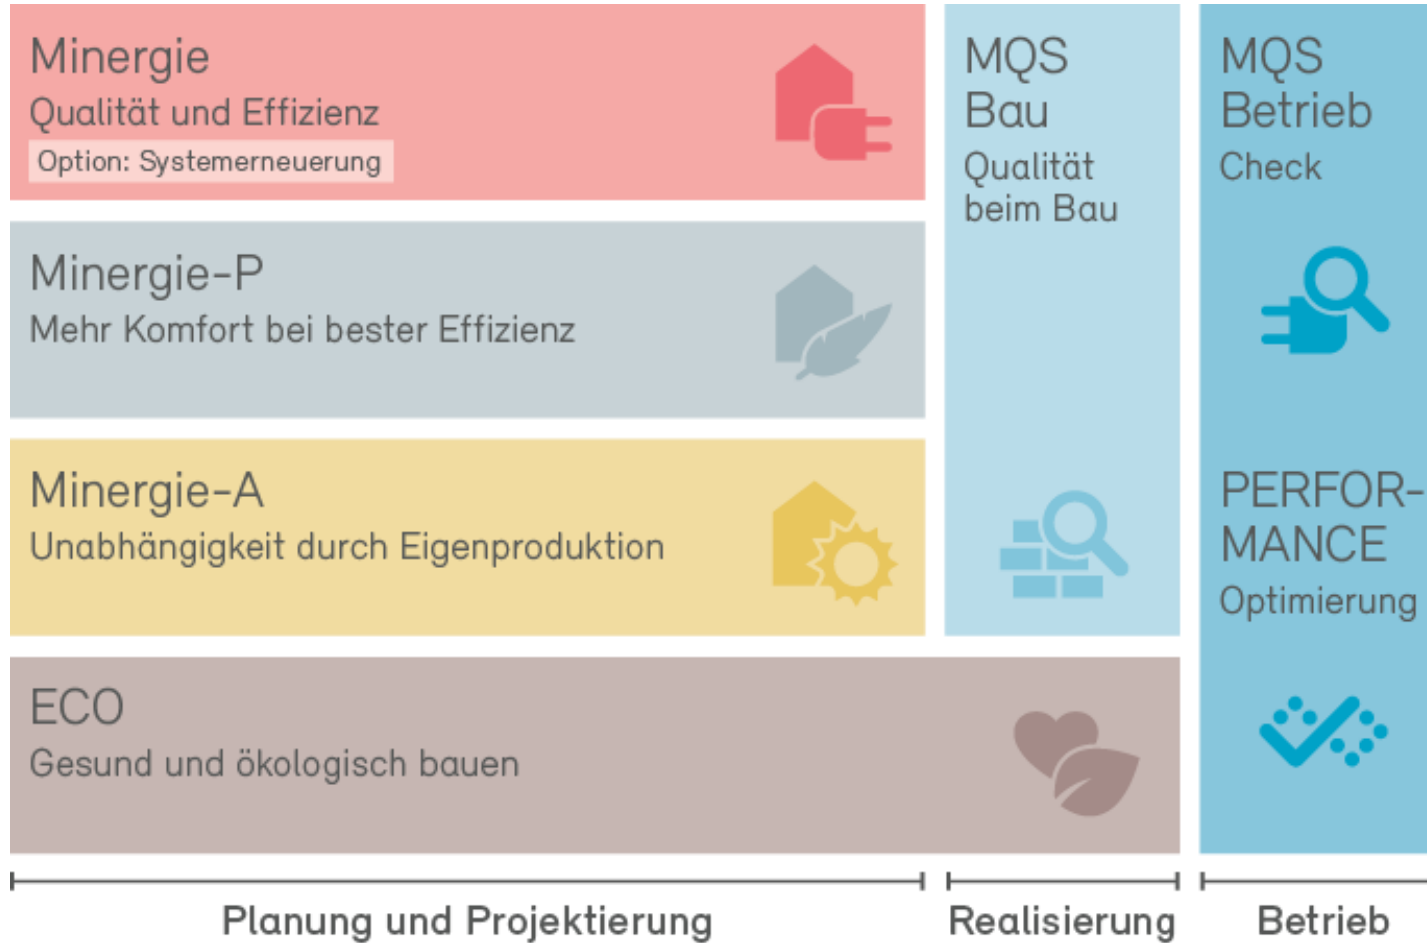 Minergie
Qualität und Effizienz
Option: Systemerneuerung
Minergie-P
Mehr Komfort bei bester Effizienz
Minergie-A
Unabhängigkeit durch Eigenproduktion
ECO
Gesund und ökologisch bauen
MQS
Bau
Qualität
beim Bau
MQS
Betrieb
Check
PERFOR-
MANCE
Optimierung
Planung und Projektierung
Realisierung
Betrieb